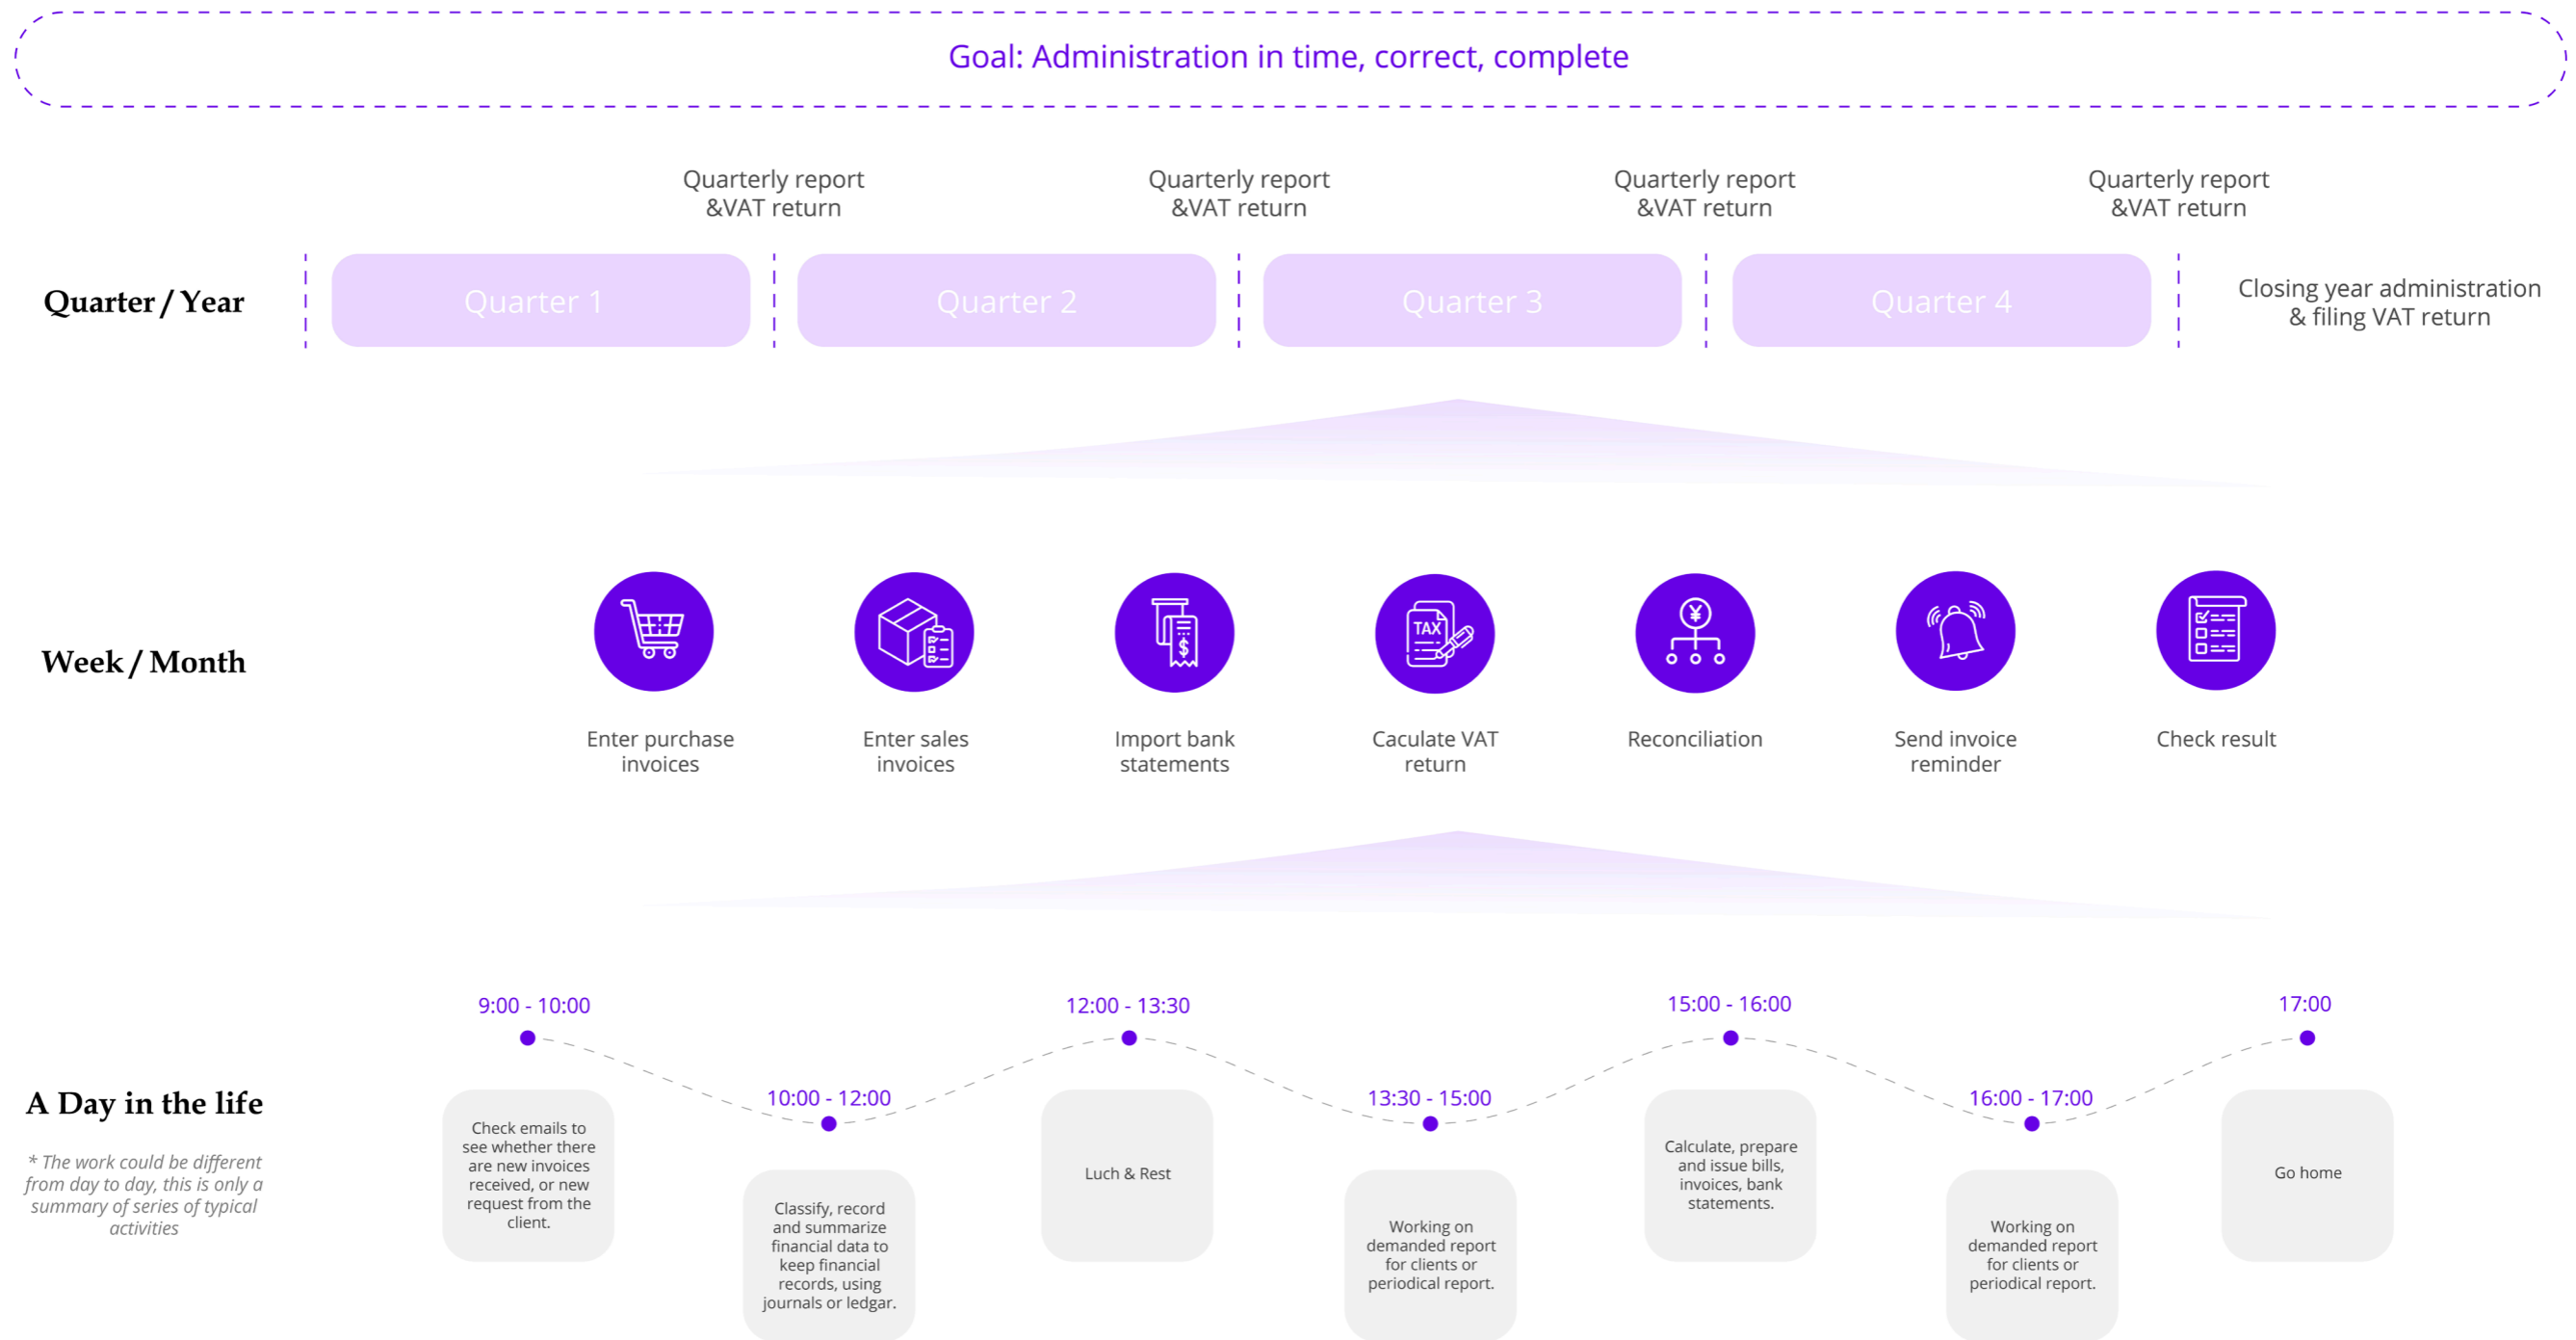 Goal: Administration in time, correct, complete
Quarterly report
&VAT return
Quarterly report
&VAT return
Quarterly report
&VAT return
Quarterly report
&VAT return
Quarter / Year
Quarter 1
Quarter 2
Quarter 3
Quarter 4
Closing year administration
& filing VAT return
Week / Month
TAX
$
¥
Enter purchase
invoices
Enter sales
invoices
Import bank
statements
Caculate VAT
return
Reconciliation
Send invoice
reminder
Check result
A Day in the life
* The work could be different
from day to day, this is only a
summary of series of typical
activities
9:00 - 10:00
Check emails to
see whether there
are new invoices
received, or new
request from the
client.
10:00 - 12:00
Classify, record
and summarize
financial data to
keep financial
records, using
journals or ledgar.
12:00 - 13:30
Luch & Rest
13:30 - 15:00
Working on
demanded report
for clients or
periodical report.
15:00 - 16:00
Calculate, prepare
and issue bills,
invoices, bank
statements.
16:00 - 17:00
Working on
demanded report
for clients or
periodical report.
17:00
Go home